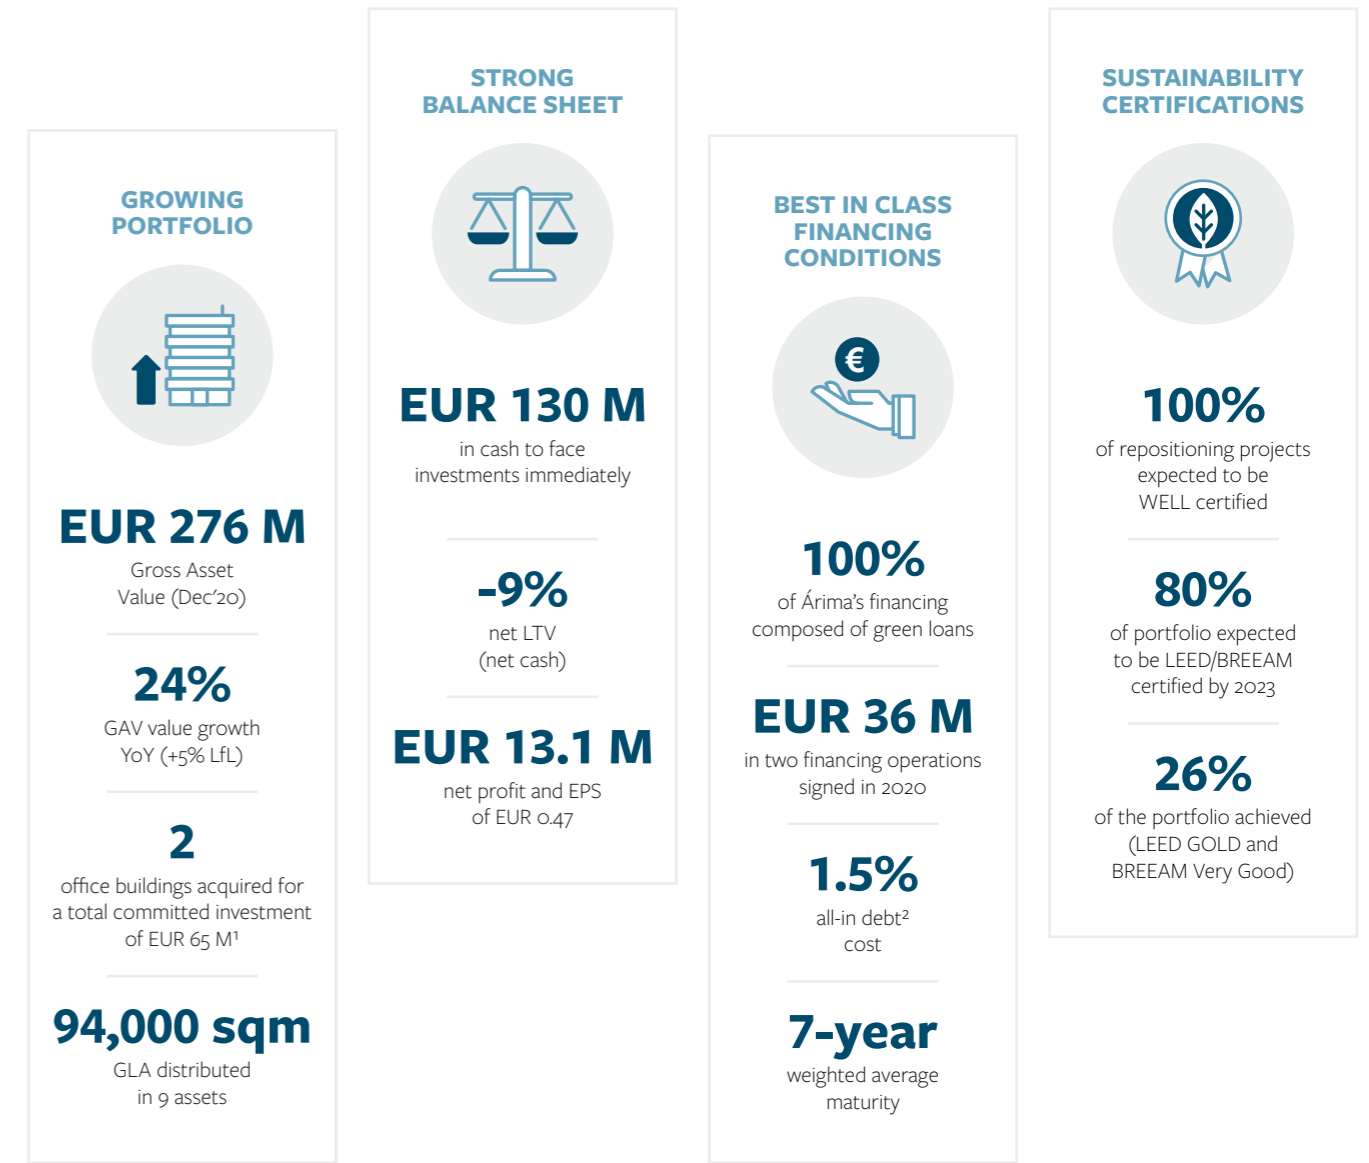 GROWING
PORTFOLIO
EUR 276 M
Gross Asset
Value (Dec'20)
24%
GAV value growth
YoY (+5% LfL)
2
office buildings acquired for
a total committed investment
of EUR 65 M¹
94,000 sqm
GLA distributed
in 9 assets
STRONG
BALANCE SHEET
EUR 130 M
in cash to face
investments immediately
-9%
net LTV
(net cash)
EUR 13.1 M
net profit and EPS
of EUR 0.47
BEST IN CLASS
FINANCING
CONDITIONS
€
100%
of Árima's financing
composed of green loans
EUR 36 M
in two financing operations
signed in 2020
1.5%
all-in debt²
cost
7-year
weighted average
maturity
SUSTAINABILITY
CERTIFICATIONS
100%
of repositioning projects
expected to be
WELL certified
80%
of portfolio expected
to be LEED/BREEAM
certified by 2023
26%
of the portfolio achieved
(LEED GOLD and
BREEAM Very Good)